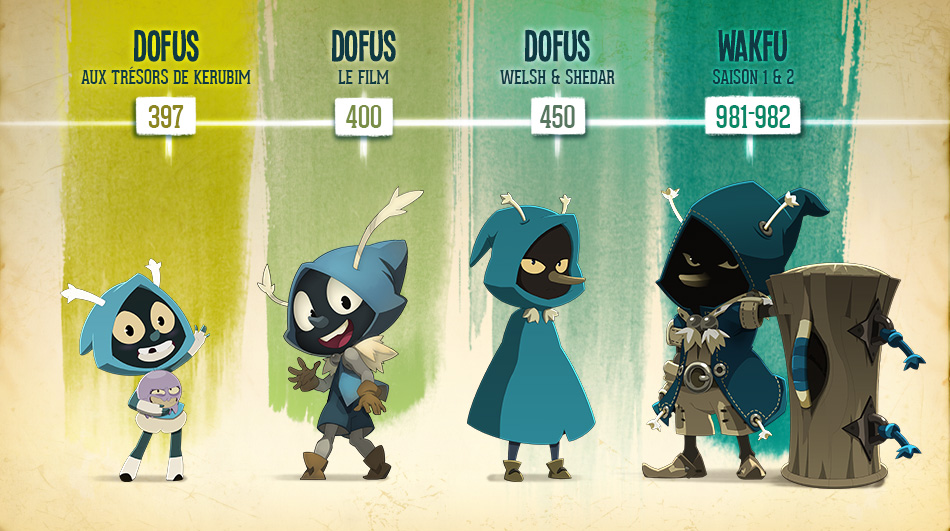 DOFUS
AUX TRÉSORS DE KERUBIM
397
DOFUS
LE FILM
400
DOFUS
WELSH & SHEDAR
450
WAKFU
SAISON 1 & 2
981-982